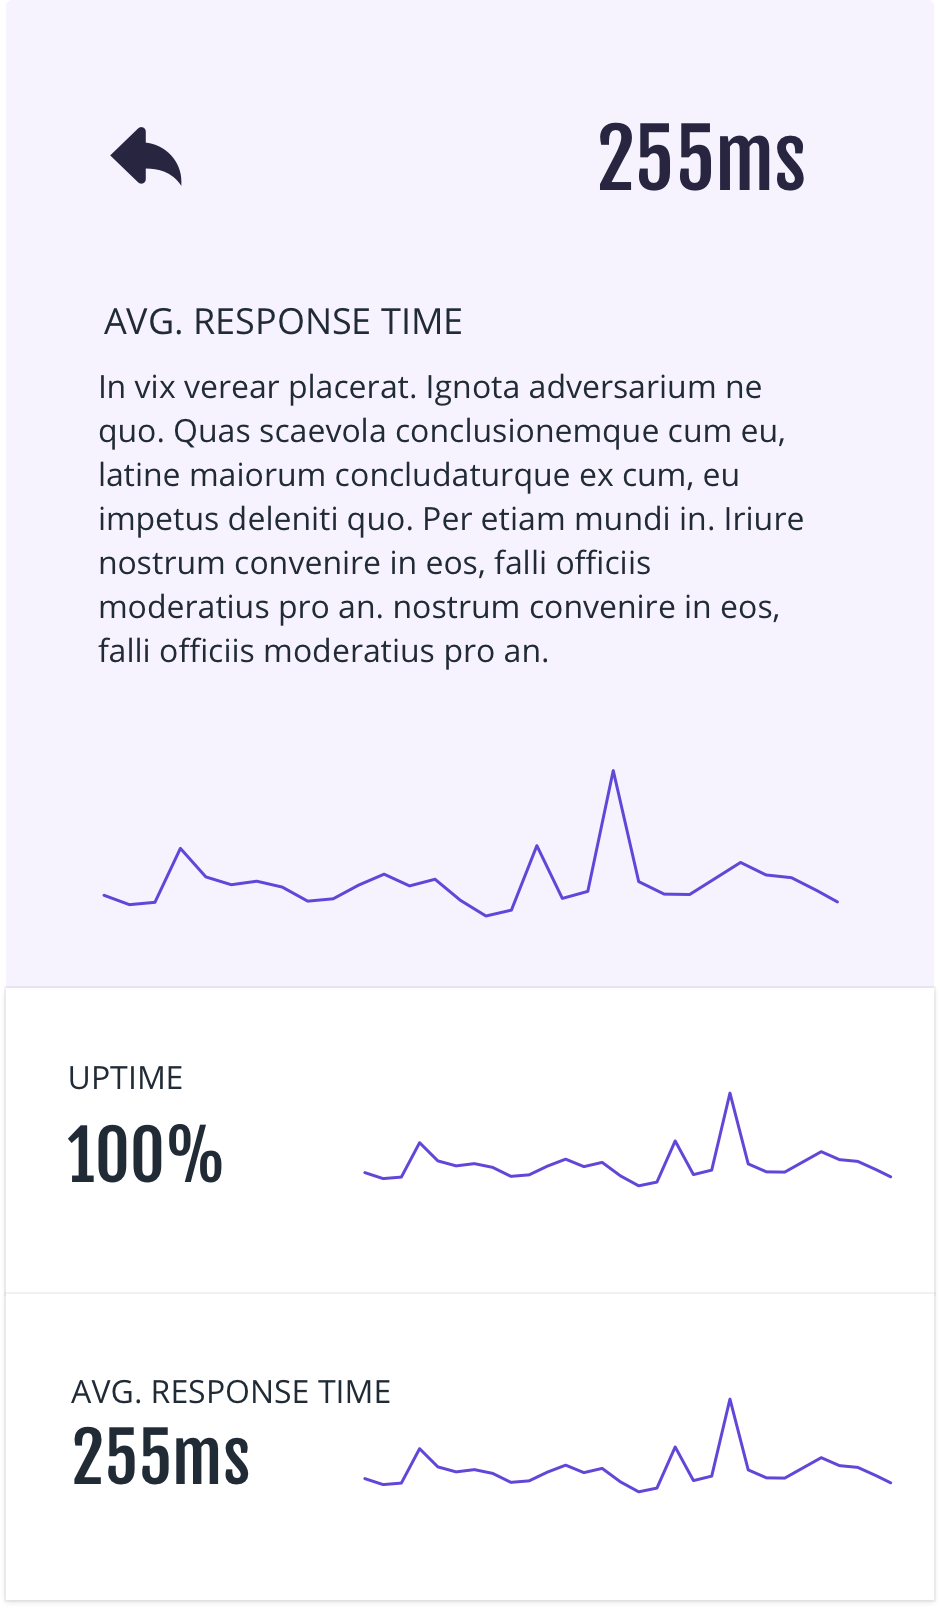 255ms
AVG. RESPONSE TIME
In vix verear placerat. Ignota adversarium ne
quo. Quas scaevola conclusionemque cum eu,
latine maiorum concludaturque ex cum, eu
impetus deleniti quo. Per etiam mundi in. Iriure
nostrum convenire in eos, falli officiis
moderatius pro an. nostrum convenire in eos,
falli officiis moderatius pro an.
UPTIME
100%
AVG. RESPONSE TIME
255ms